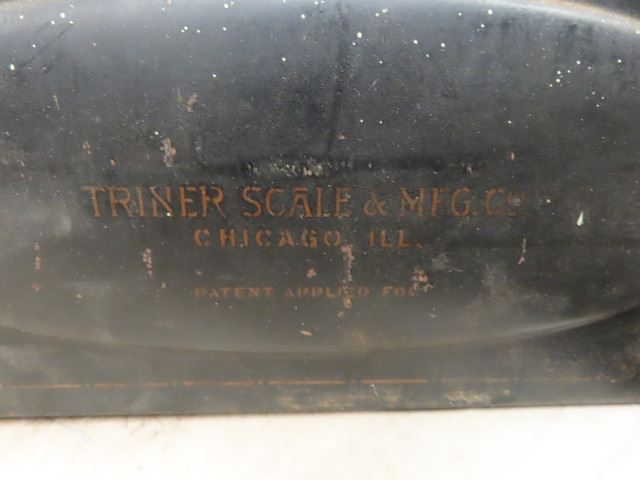 TRINER SCALE & MFG. CO
CHICAGO, ILL.
PATENT APPLIED FOR